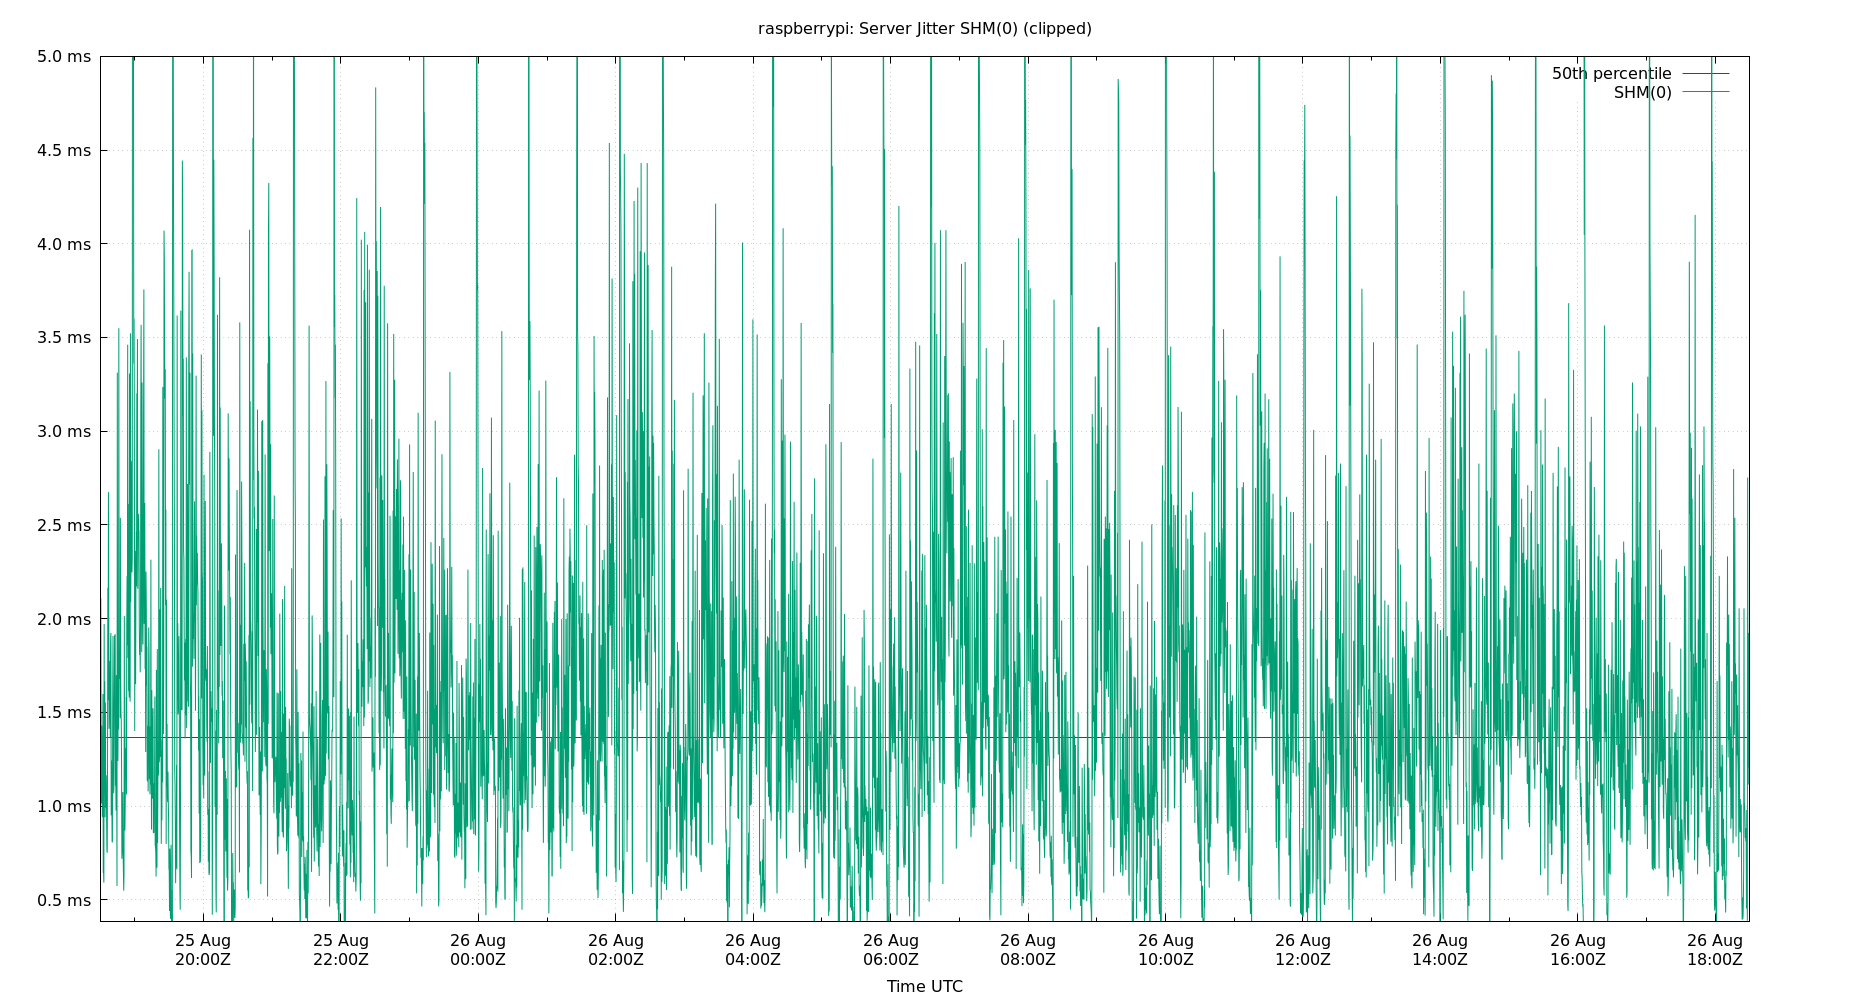 raspberrypi: Server Jitter SHM(0) (clipped)
5.0 ms
4.5 ms
4.0 ms
3.5 ms
3.0 ms
2.5 ms
2.0 ms
1.5 ms
1.0 ms
0.5 ms
50th percentile
SHM(0)
25 Aug 25 Aug 26 Aug 26 Aug 26 Aug 26 Aug 26 Aug 26 Aug 26 Aug 26 Aug 26 Aug 26 Aug
20:00Z 22:00Z 00:00Z 02:00Z 04:00Z 06:00Z 08:00Z 10:00Z 12:00Z 14:00Z 16:00Z 18:00Z
Time UTC